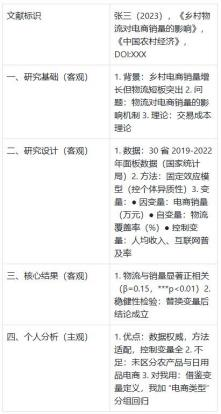 文献标识
张三（2023），《乡村物流对电商销量的影响》，
《中国农村经济》，
DOI:XXX
一、研究基础（客观）
1. 背景：乡村电商销量增长但物流短板突出 2. 问题：物流对电商销量的影响机制 3. 理论：交易成本理论
二、研究设计（客观）
1. 数据：30 省 2019-2022
年面板数据（国家统计局）2. 方法：固定效应模型（控个体异质性）3. 变量：● 因变量：电商销量（万元）● 自变量：物流覆盖率（%）● 控制变量：人均收入、互联网普及率
三、核心结果（客观）
1. 物流与销量显著正相关（β=0.15，***p<0.01）2. 稳健性检验：替换变量后结论成立
四、个人分析（主观）
1. 优点：数据权威，方法适配，控制变量全 2. 不足：未区分农产品与日用品电商 3. 对我用：借鉴变量定义，我加 “电商类型” 分组回归